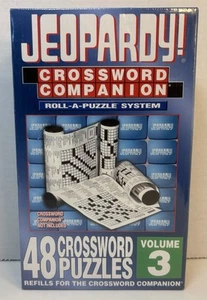 JEOPARDY!
CROSSWORD
COMPANION
ROLL-A-PUZZLE SYSTEM
CROSSWORD
COMPANION
NOT INCLUDED
48 CROSSWORD
PUZZLES
VOLUME
3
REFILLS FOR THE CROSSWORD COMPANION